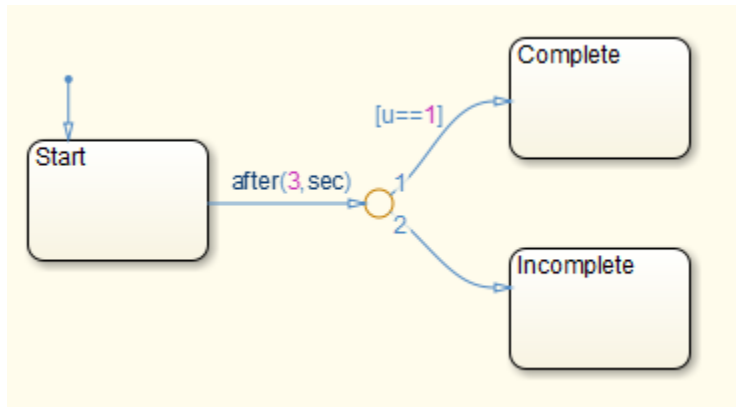 Complete
[u==1]
Start
after(3,sec)
1
2
Incomplete